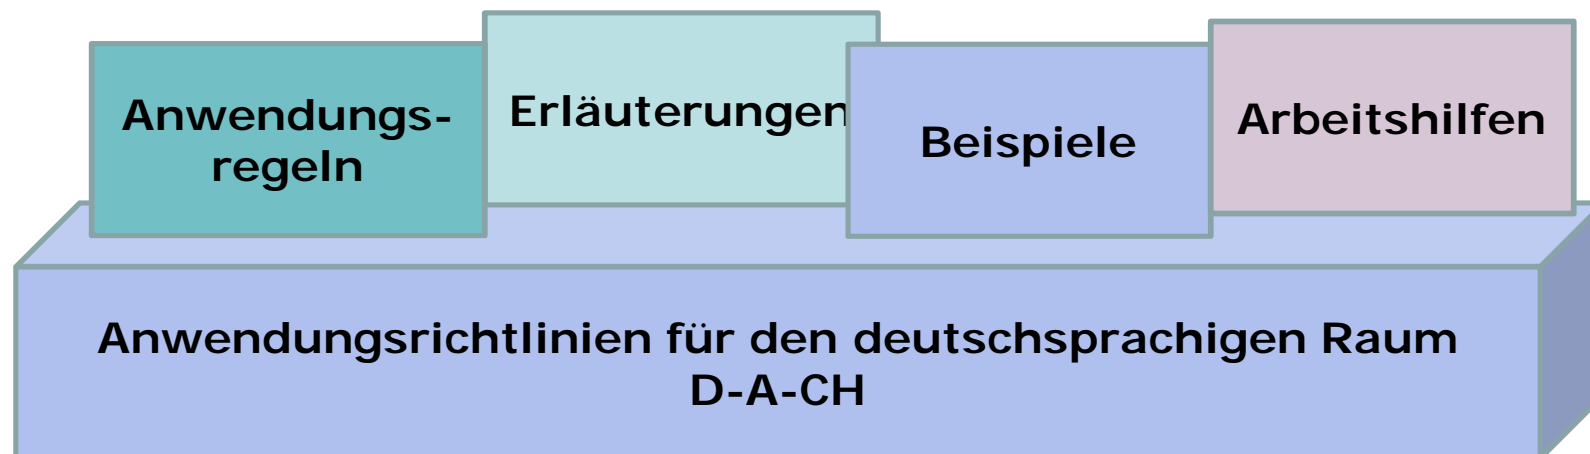 Anwendungs-
regeln
Erläuterungen
Beispiele
Arbeitshilfen
Anwendungsrichtlinien für den deutschsprachigen Raum
D-A-CH